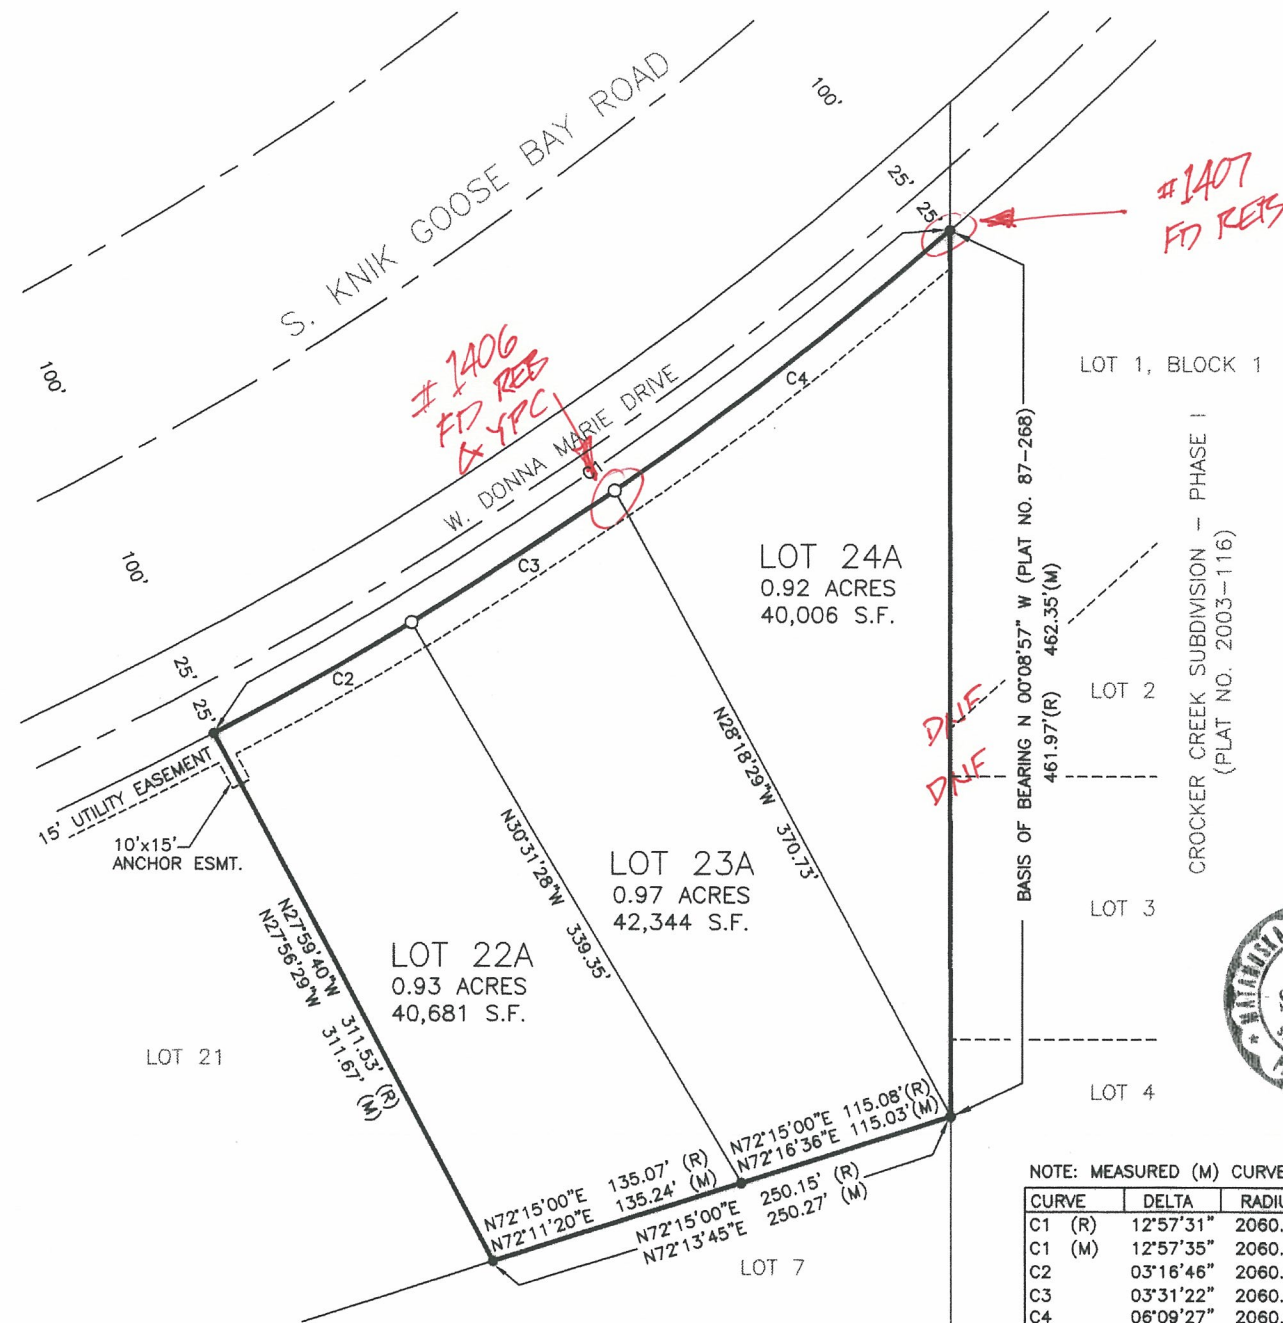 S. KNIK GOOSE BAY ROAD
100'
100'
100'
25'
25'
25'
25'
#1407
FD REB
#1406
FD REB
& YPC
W. DONNA MARIE DRIVE
C1
C4
C3
C2
LOT 1, BLOCK 1
CROCKER CREEK SUBDIVISION - PHASE I
(PLAT NO. 2003-116)
LOT 24A
0.92 ACRES
40,006 S.F.
BASIS OF BEARING N 00°08'57" W (PLAT NO. 87-268)
461.97'(R) 462.35'(M)
LOT 2
DNF
DNF
N28°18'29"W 370.73'
15' UTILITY EASEMENT
10'x15'
ANCHOR ESMT.
N30°31'28"W 339.35'
LOT 23A
0.97 ACRES
42,344 S.F.
LOT 3
N27°59'40"W 311.53' (R)
N27°56'29"W 311.67' (M)
LOT 22A
0.93 ACRES
40,681 S.F.
LOT 21
LOT 4
N72°15'00"E 115.08'(R)
N72°16'36"E 115.03'(M)
N72°15'00"E 135.07' (R)
N72°11'20"E 135.24' (M)
N72°15'00"E 250.15' (R)
N72°13'45"E 250.27' (M)
LOT 7
NOTE: MEASURED (M) CURVE
CURVE DELTA RADIU
C1 (R) 12°57'31" 2060.
C1 (M) 12°57'35" 2060.
C2 03°16'46" 2060.
C3 03°31'22" 2060.
C4 06°09'27" 2060.